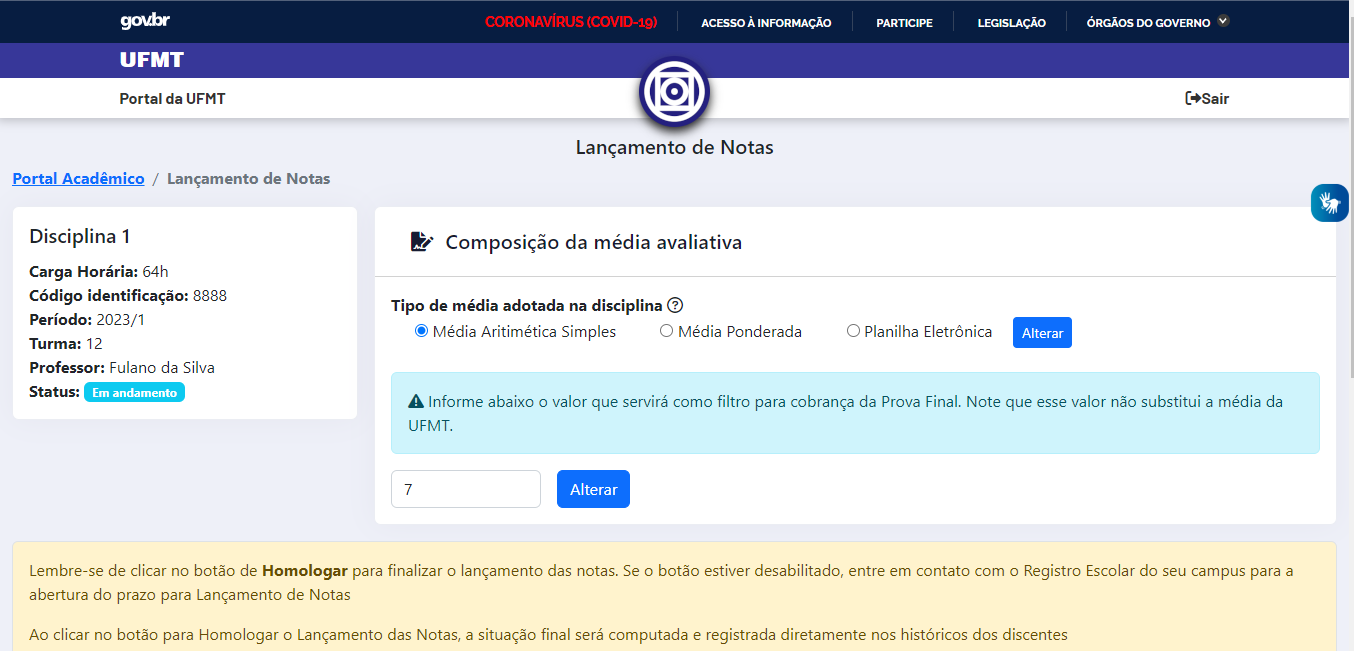 gov.br
CORONAVÍRUS (COVID-19)
ACESSO À INFORMAÇÃO
PARTICIPE
LEGISLAÇÃO
ÓRGÃOS DO GOVERNO
UFMT
Portal da UFMT
Sair
Lançamento de Notas
Portal Acadêmico / Lançamento de Notas
Disciplina 1
Carga Horária: 64h
Código identificação: 8888
Período: 2023/1
Turma: 12
Professor: Fulano da Silva
Status: Em andamento
Composição da média avaliativa
Tipo de média adotada na disciplina ?
Média Aritimética Simples
Média Ponderada
Planilha Eletrônica
Alterar
Informe abaixo o valor que servirá como filtro para cobrança da Prova Final. Note que esse valor não substitui a média da
UFMT.
7
Alterar
Lembre-se de clicar no botão de Homologar para finalizar o lançamento das notas. Se o botão estiver desabilitado, entre em contato com o Registro Escolar do seu campus para a
abertura do prazo para Lançamento de Notas
Ao clicar no botão para Homologar o Lançamento das Notas, a situação final será computada e registrada diretamente nos históricos dos discentes